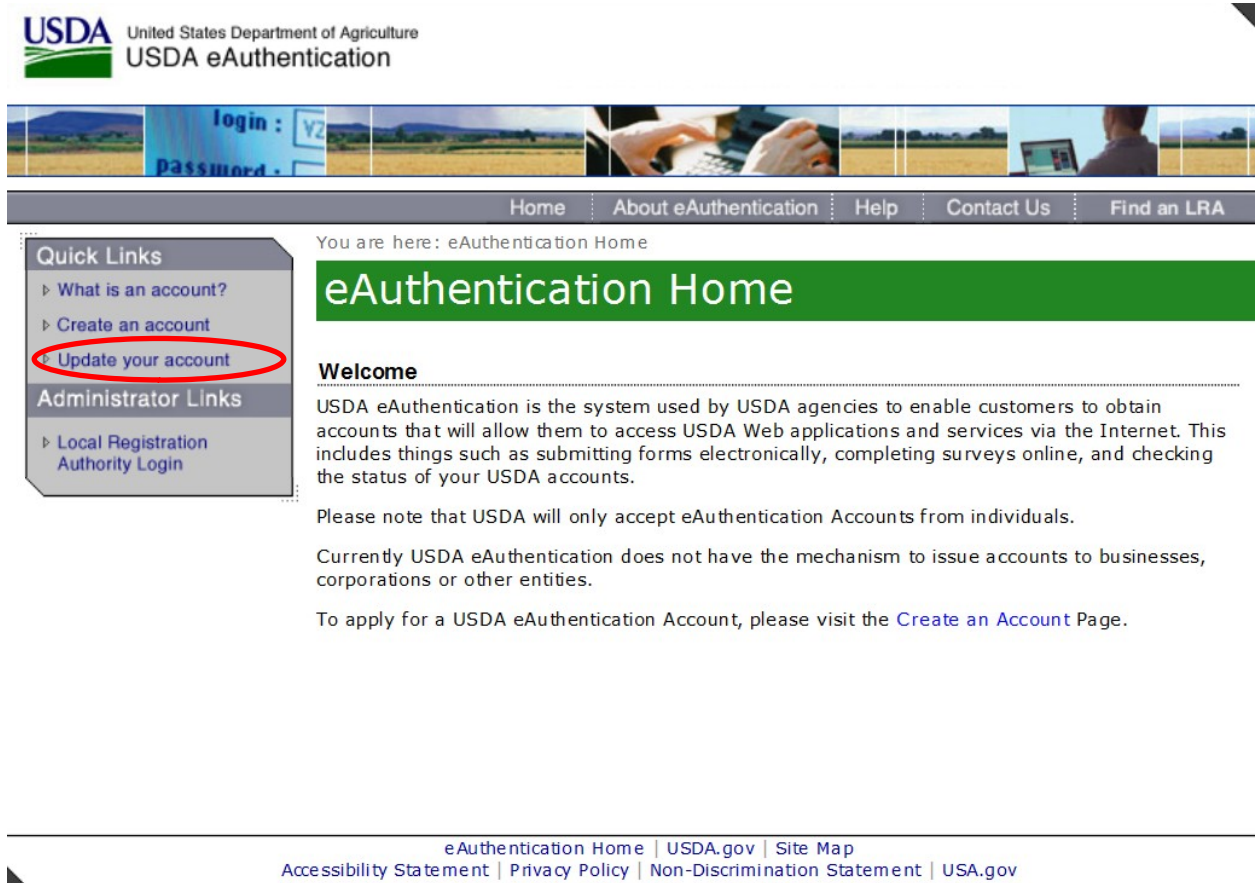 USDA
United States Department of Agriculture
USDA eAuthentication
login :
password :
Home
About eAuthentication
Help
Contact Us
Find an LRA
Quick Links
What is an account?
Create an account
Update your account
Administrator Links
Local Registration
Authority Login
You are here: eAuthentication Home
eAuthentication Home
Welcome
USDA eAuthentication is the system used by USDA agencies to enable customers to obtain
accounts that will allow them to access USDA Web applications and services via the Internet. This
includes things such as submitting forms electronically, completing surveys online, and checking
the status of your USDA accounts.
Please note that USDA will only accept eAuthentication Accounts from individuals.
Currently USDA eAuthentication does not have the mechanism to issue accounts to businesses,
corporations or other entities.
To apply for a USDA eAuthentication Account, please visit the Create an Account Page.
eAuthentication Home | USDA.gov | Site Map
Accessibility Statement | Privacy Policy | Non-Discrimination Statement | USA.gov